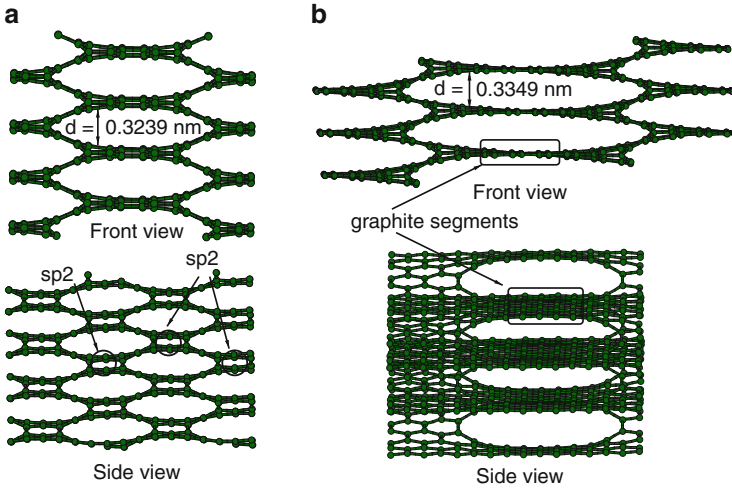 a
d = 0.3239 nm
Front view
sp2
sp2
Side view
b
d = 0.3349 nm
Front view
graphite segments
Side view